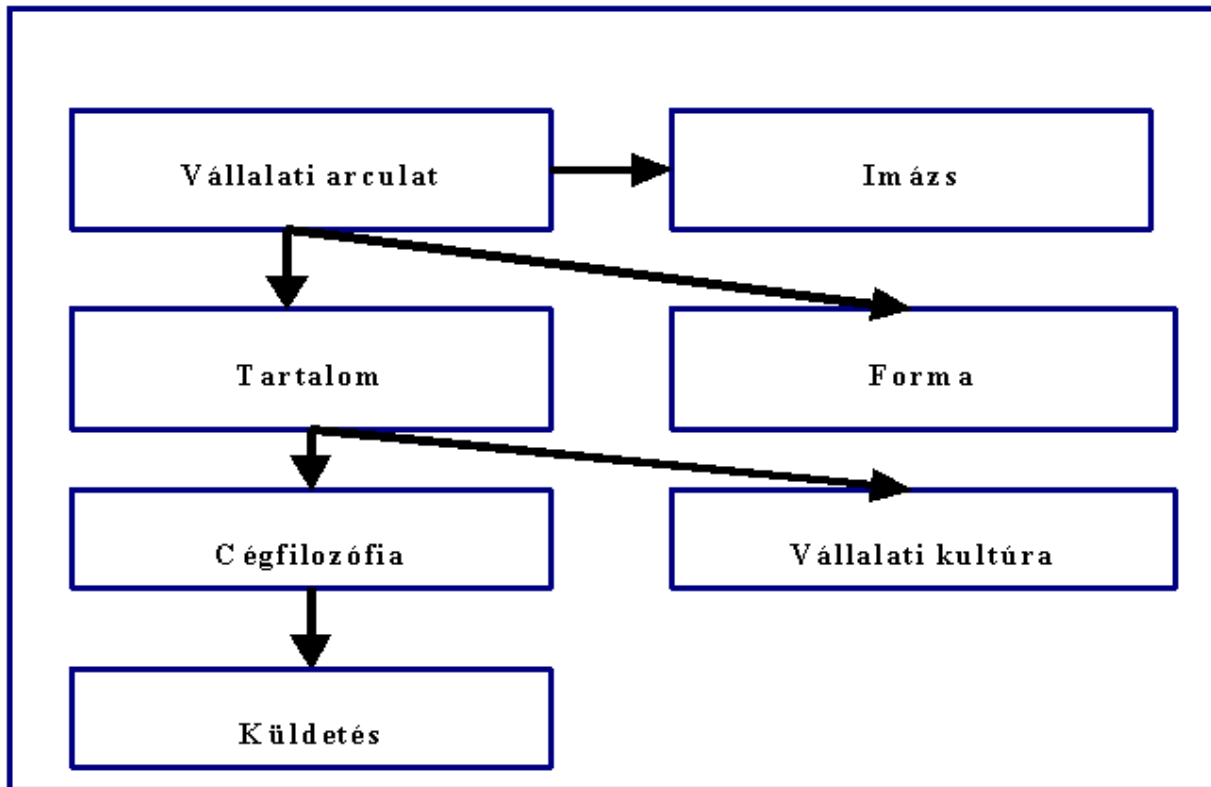 Vállalati arculat
Imázs
Tartalom
Forma
Cégfilozófia
Vállalati kultúra
Küldetés